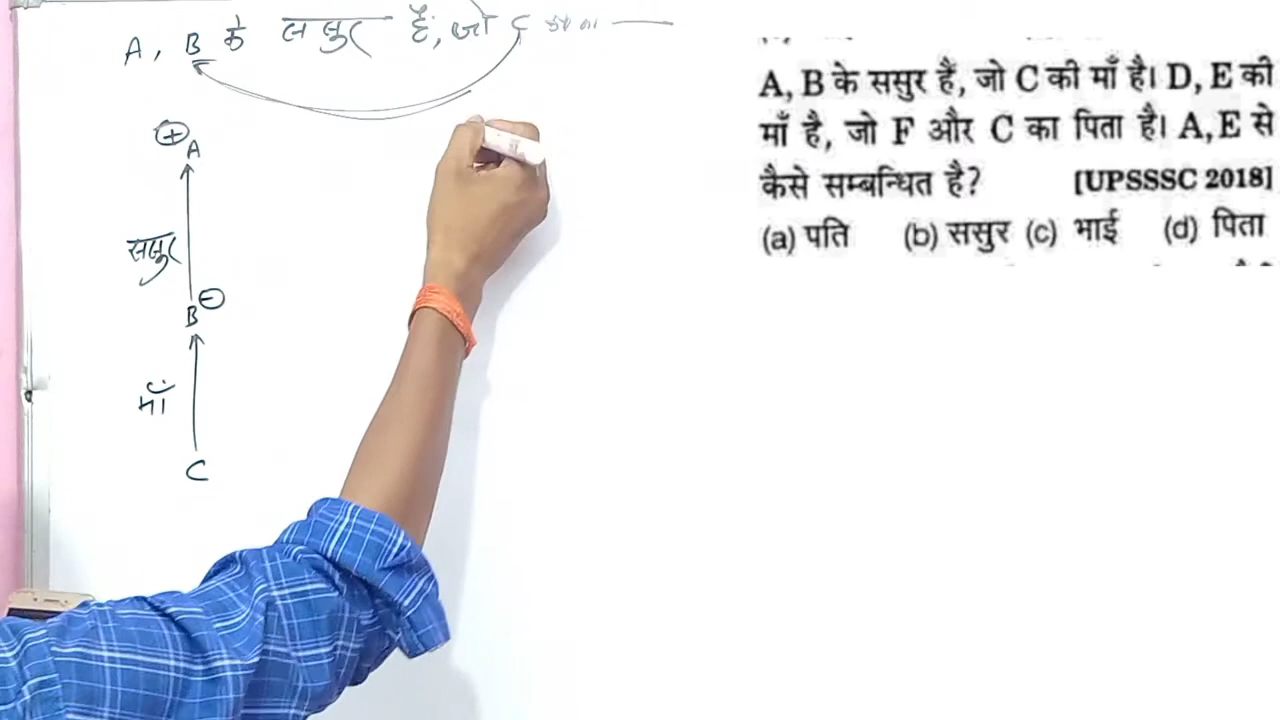 A, B के ससुर हैं, जो C
+
A
ससुर
B
माँ
C
A, B के ससुर हैं, जो C की माँ है। D, E की
माँ है, जो F और C का पिता है। A, E से
कैसे सम्बन्धित है? [UPSSSC 2018]
(a) पति (b) ससुर (c) भाई (d) पिता